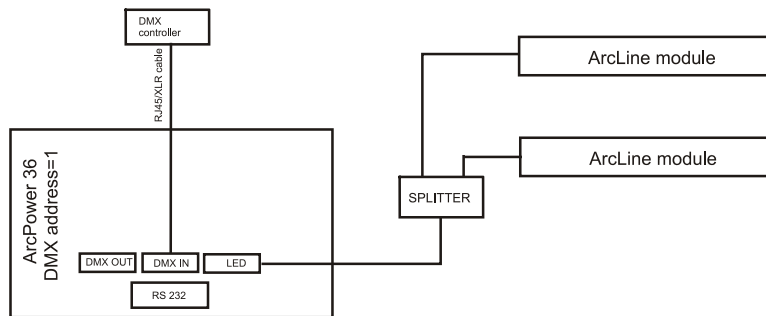 DMX
controller
RJ45/XLR cable
ArcLine module
ArcLine module
SPLITTER
ArcPower 36
DMX address=1
DMX OUT
DMX IN
LED
RS 232